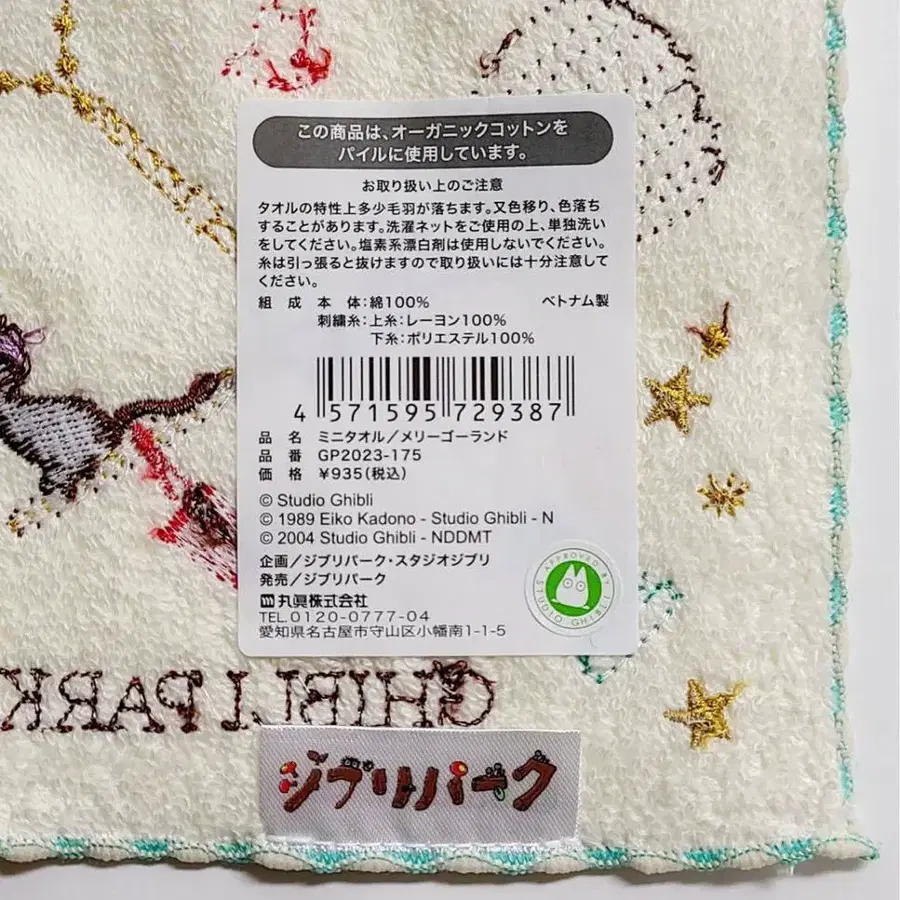 この商品は、オーガニックコットンを
パイルに使用しています。
お取り扱い上のご注意
タオルの特性上多少毛羽が落ちます。又色移り、色落ち
することがあります。洗濯ネットをご使用の上、単独洗い
をしてください。塩素系漂白剤は使用しないでください。
糸は引っ張ると抜けますので取り扱いには十分注意して
ください。
組 成 本 体:綿100% ベトナム製
刺繍糸:上糸:レーヨン100%
下糸:ポリエステル100%
4 571595 729387
品 名 ミニタオル/メリーゴーランド
品 番 GP2023-175
価 格 ¥935(税込)
© Studio Ghibli
© 1989 Eiko Kadono - Studio Ghibli - N
© 2004 Studio Ghibli - NDDMT
企画/ジブリパーク・スタジオジブリ
発売/ジブリパーク
丸眞株式会社
TEL.0120-0777-04
愛知県名古屋市守山区小幡南1-1-5
APPROVED BY
STUDIO GHIBLI
GHIBLI PARK
ジブリパーク